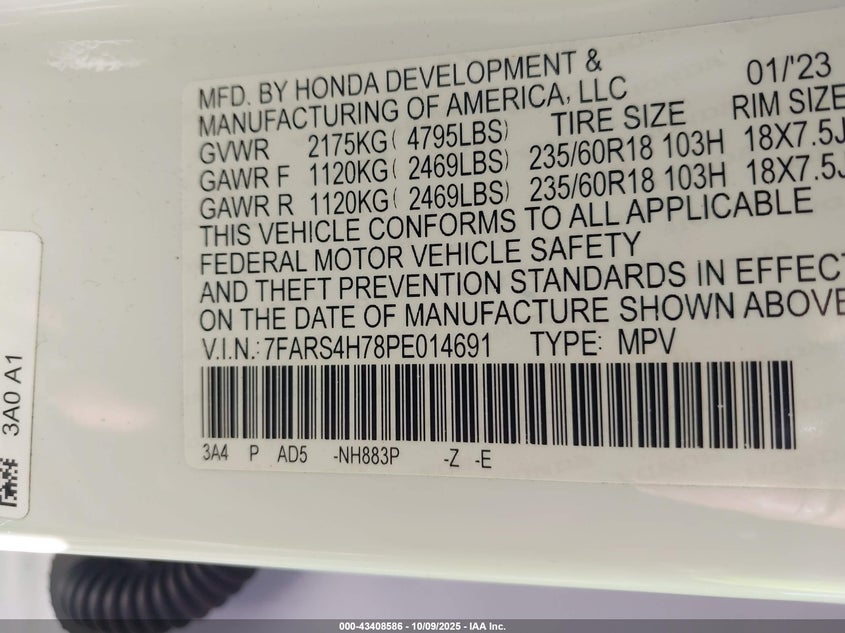 MFD. BY HONDA DEVELOPMENT & 01/'23
MANUFACTURING OF AMERICA, LLC
TIRE SIZE RIM SIZE
GVWR 2175KG( 4795LBS)
GAWR F 1120KG( 2469LBS) 235/60R18 103H 18X7.5J
GAWR R 1120KG( 2469LBS) 235/60R18 103H 18X7.5J
THIS VEHICLE CONFORMS TO ALL APPLICABLE
FEDERAL MOTOR VEHICLE SAFETY
AND THEFT PREVENTION STANDARDS IN EFFECT
ON THE DATE OF MANUFACTURE SHOWN ABOVE
V.I.N.: 7FARS4H78PE014691 TYPE: MPV
3A4 P AD5 -NH883P -Z -E
3A0 A1
000-43408586 | 10/09/2025 | IAA Inc.